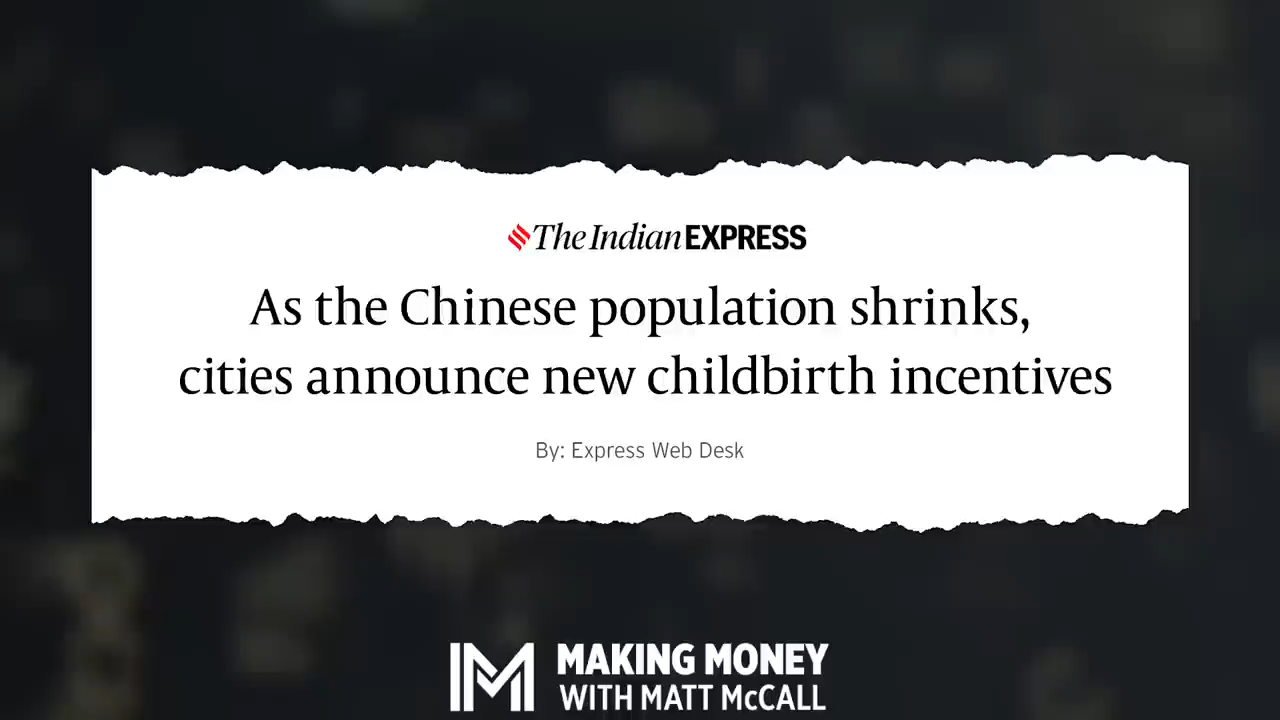 The Indian EXPRESS
As the Chinese population shrinks,
cities announce new childbirth incentives
By: Express Web Desk
MAKING MONEY
WITH MATT McCALL